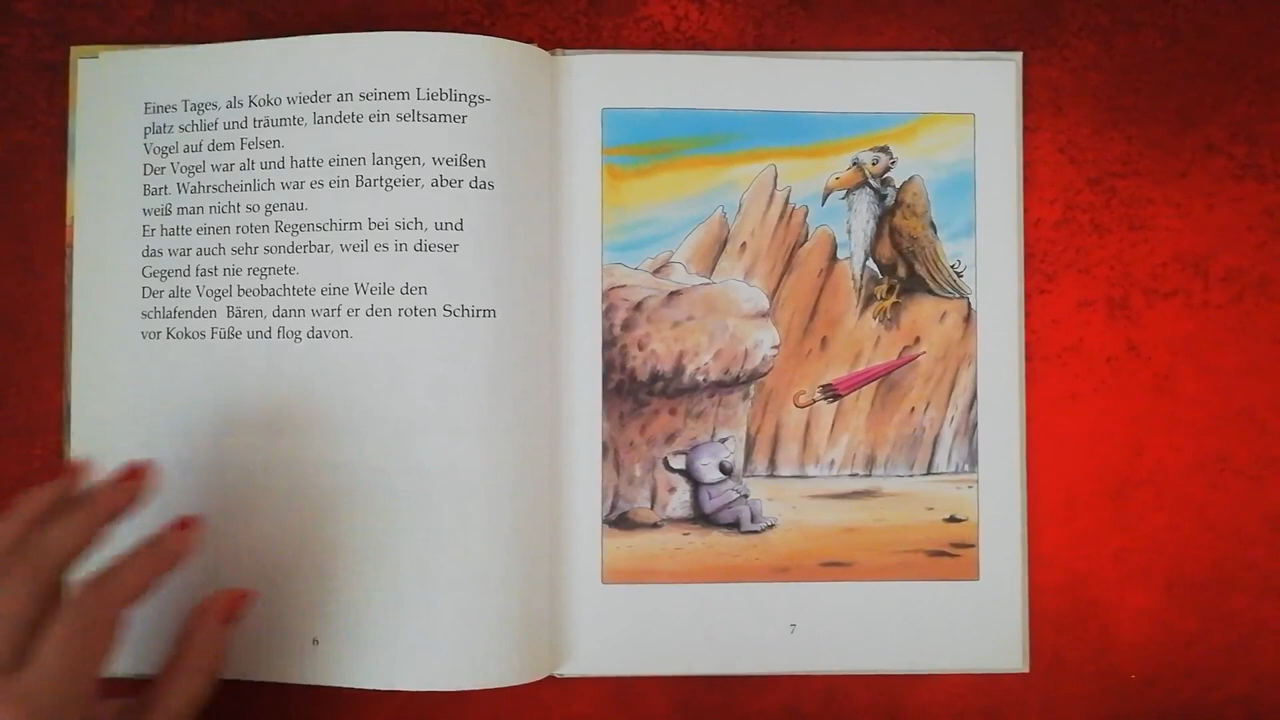 Eines Tages, als Koko wieder an seinem Lieblings-
platz schlief und träumte, landete ein seltsamer
Vogel auf dem Felsen.
Der Vogel war alt und hatte einen langen, weißen
Bart. Wahrscheinlich war es ein Bartgeier, aber das
weiß man nicht so genau.
Er hatte einen roten Regenschirm bei sich, und
das war auch sehr sonderbar, weil es in dieser
Gegend fast nie regnete.
Der alte Vogel beobachtete eine Weile den
schlafenden Bären, dann warf er den roten Schirm
vor Kokos Füße und flog davon.
6
7